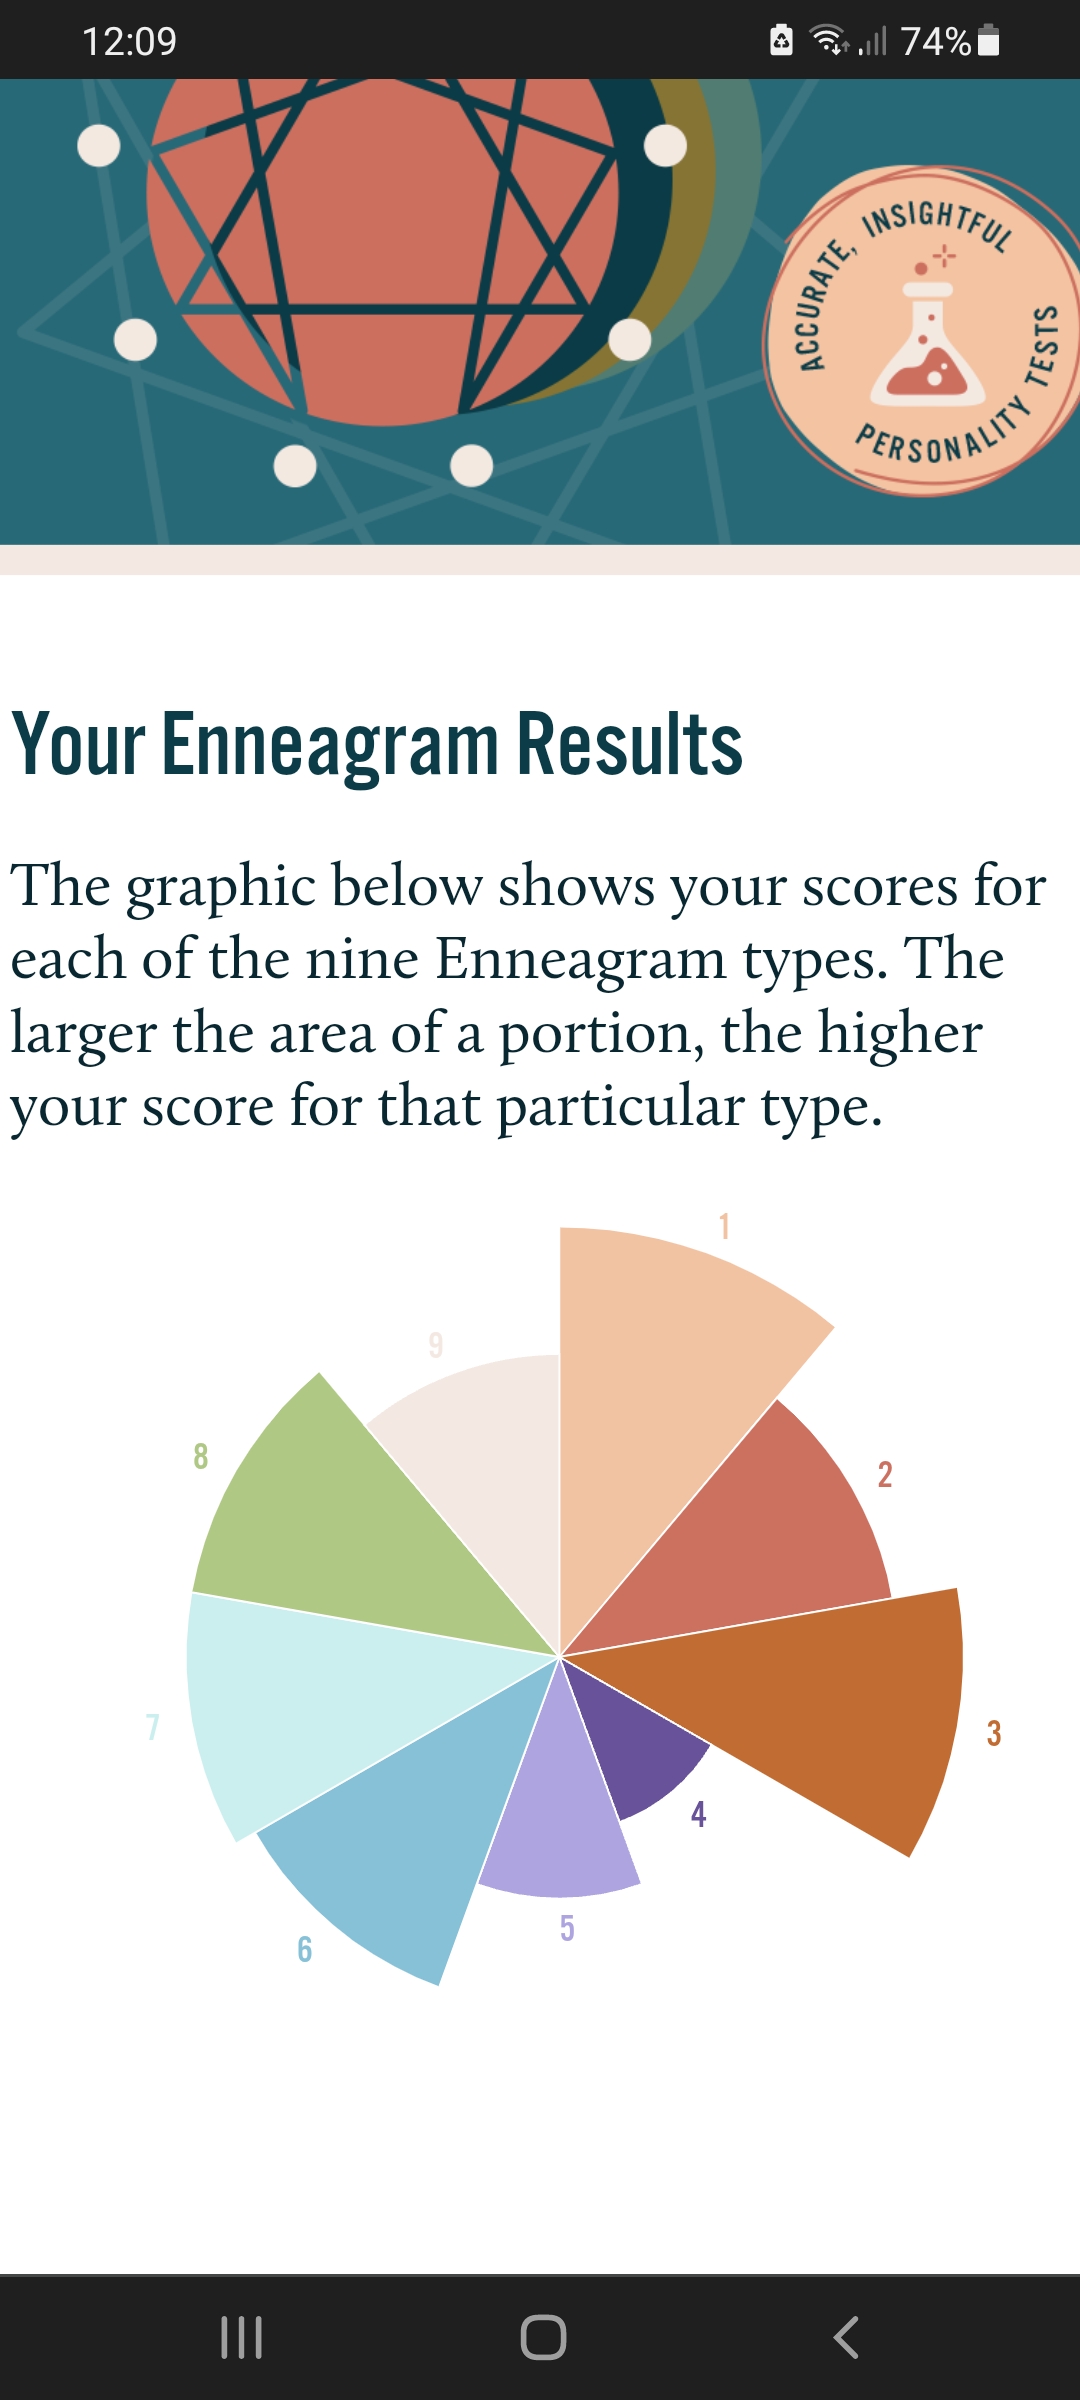 12:09
74%
ACCURATE, INSIGHTFUL
PERSONALITY TESTS
Your Enneagram Results
The graphic below shows your scores for
each of the nine Enneagram types. The
larger the area of a portion, the higher
your score for that particular type.
1
9
8
2
7
3
4
5
6